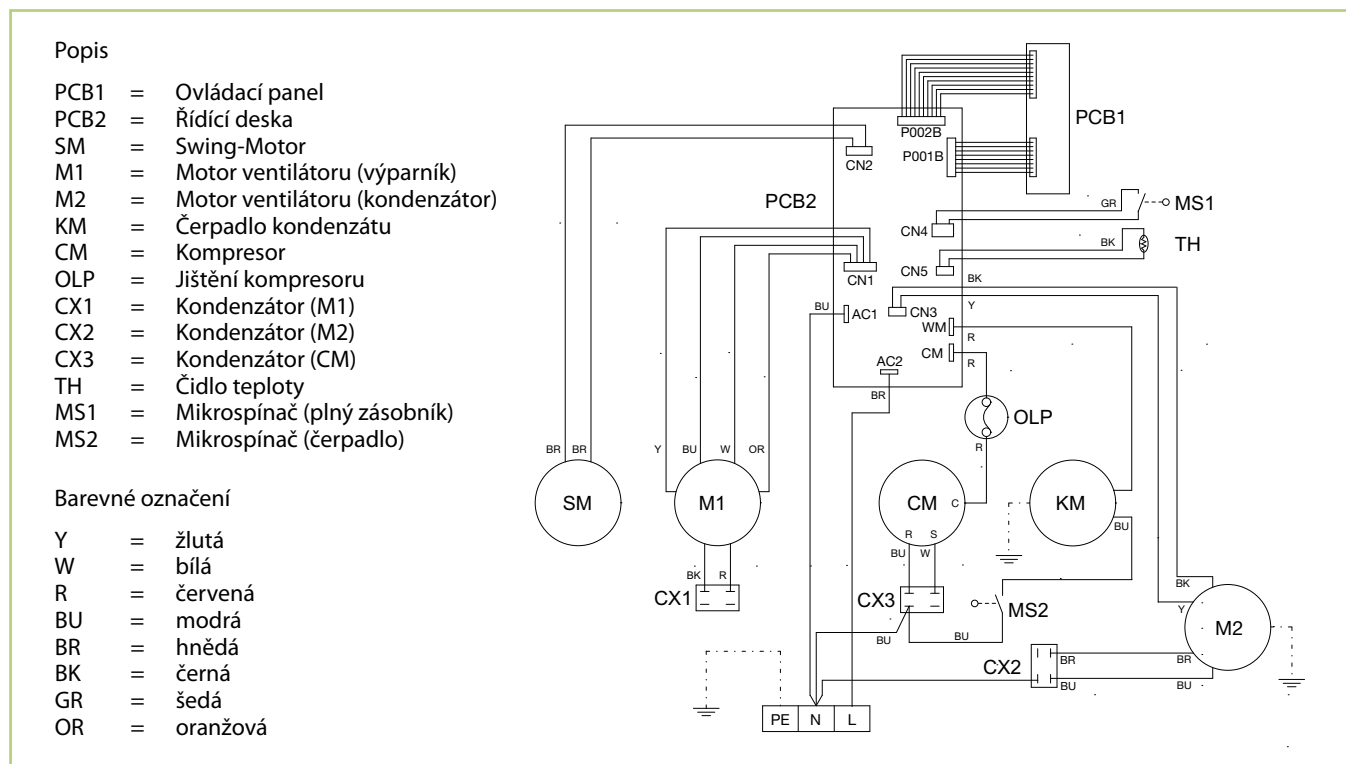 Popis
PCB1 = Ovládací panel
PCB2 = Řídící deska
SM = Swing-Motor
M1 = Motor ventilátoru (výparník)
M2 = Motor ventilátoru (kondenzátor)
KM = Čerpadlo kondenzátu
CM = Kompresor
OLP = Jištění kompresoru
CX1 = Kondenzátor (M1)
CX2 = Kondenzátor (M2)
CX3 = Kondenzátor (CM)
TH = Čidlo teploty
MS1 = Mikrospínač (plný zásobník)
MS2 = Mikrospínač (čerpadlo)
Barevné označení
Y = žlutá
W = bílá
R = červená
BU = modrá
BR = hnědá
BK = černá
GR = šedá
OR = oranžová
PCB1
P002B
CN2
P001B
PCB2
GR
MS1
CN4
BK
TH
CN5
CN1
BK
BU
AC1
CN3
Y
WM
R
CM
R
AC2
BR
OLP
R
BR BR
Y BU W OR
SM
M1
CM
C
KM
R S
BU W
BU
BK R
CX1
CX3
MS2
BK
Y
M2
BU
BU
CX2
BR
BR
BU
BU
PE N L